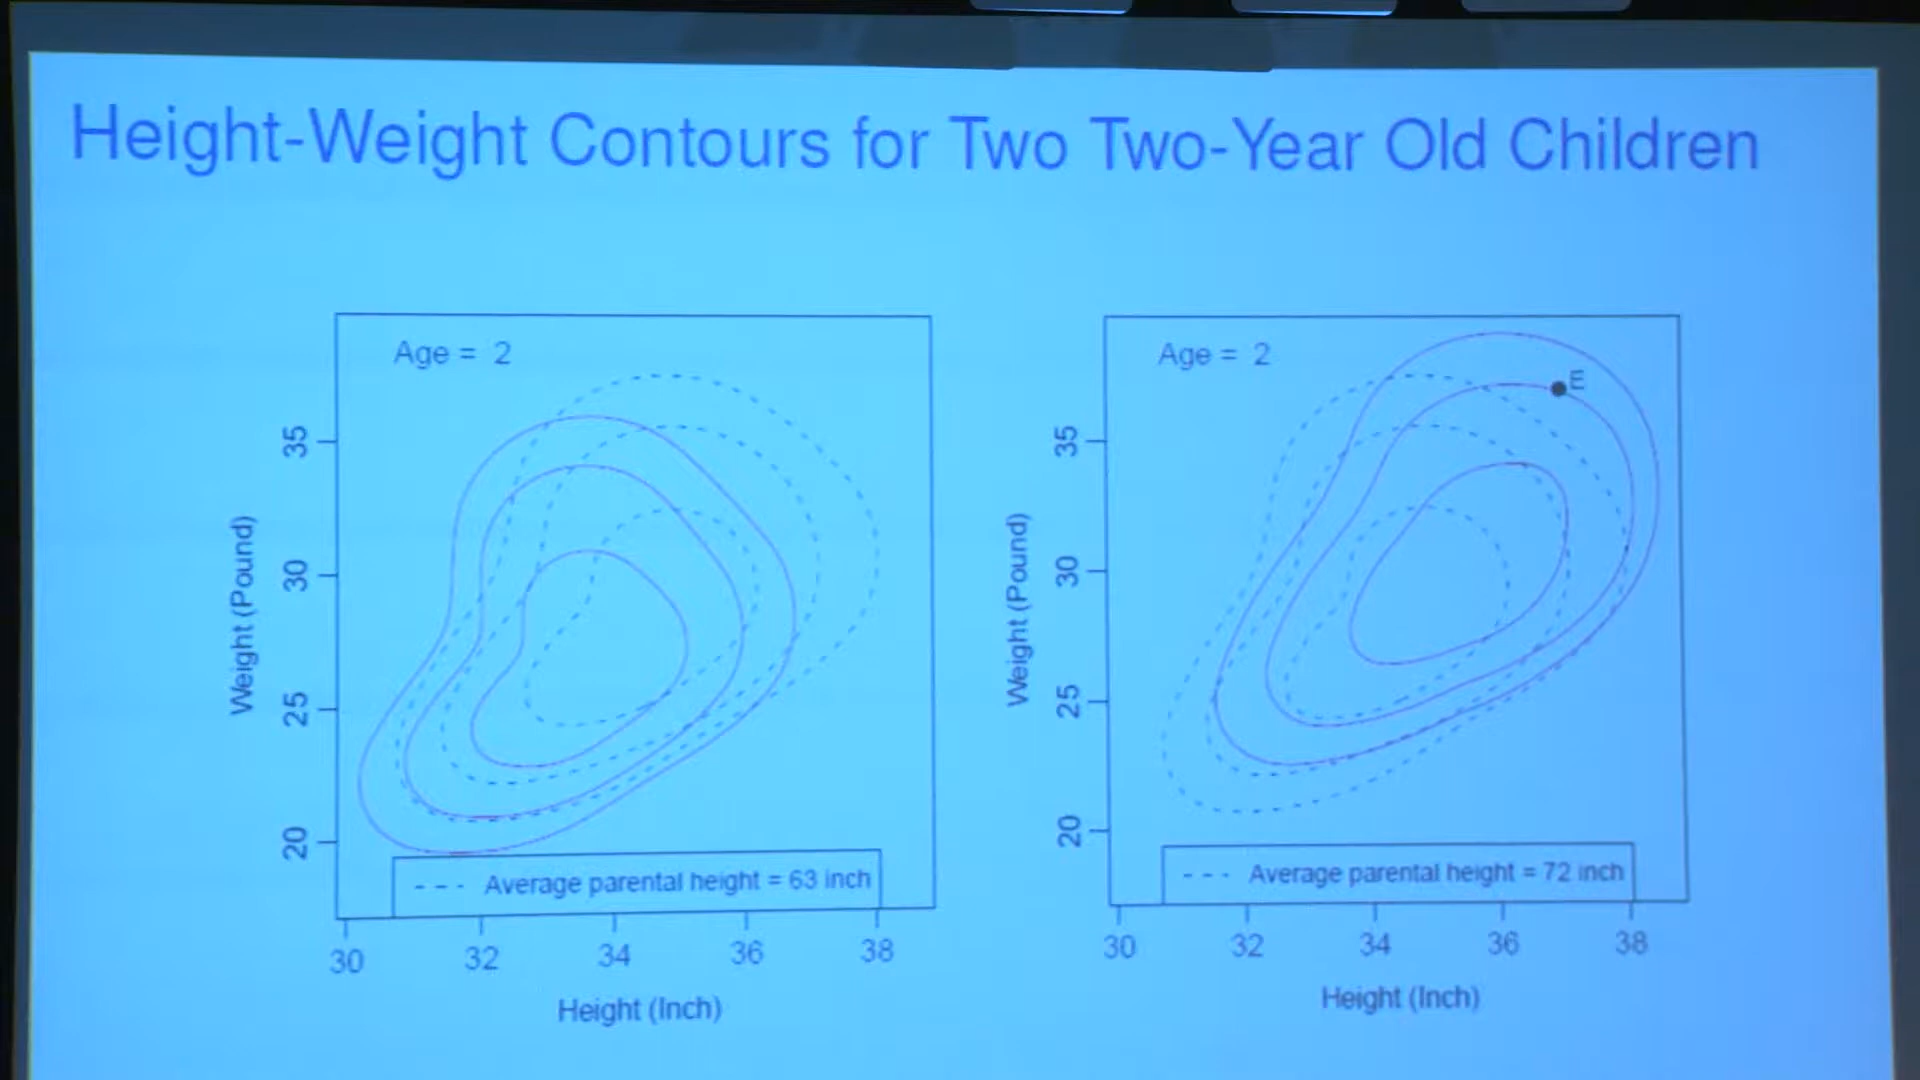 Height-Weight Contours for Two Two-Year Old Children
Age = 2
Weight (Pound)
35
30
25
20
--- Average parental height = 63 inch
30 32 34 36 38
Height (Inch)
Age = 2
E
Weight (Pound)
35
30
25
20
--- Average parental height = 72 inch
30 32 34 36 38
Height (Inch)